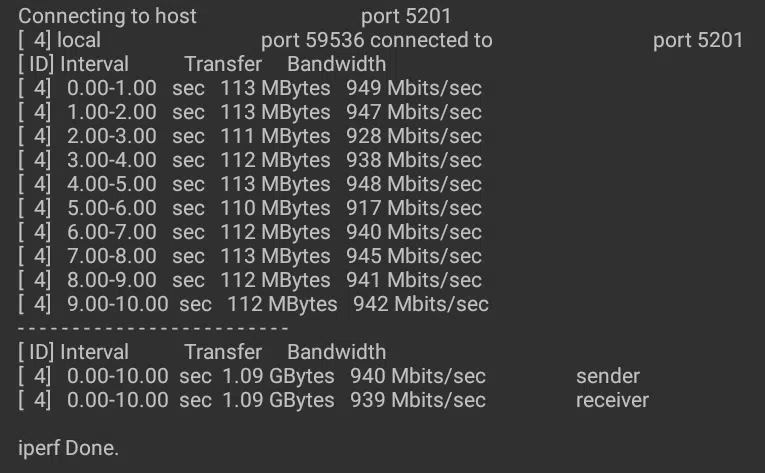 Connecting to host port 5201
[ 4] local port 59536 connected to port 5201
[ ID] Interval Transfer Bandwidth
[ 4] 0.00-1.00 sec 113 MBytes 949 Mbits/sec
[ 4] 1.00-2.00 sec 113 MBytes 947 Mbits/sec
[ 4] 2.00-3.00 sec 111 MBytes 928 Mbits/sec
[ 4] 3.00-4.00 sec 112 MBytes 938 Mbits/sec
[ 4] 4.00-5.00 sec 113 MBytes 948 Mbits/sec
[ 4] 5.00-6.00 sec 110 MBytes 917 Mbits/sec
[ 4] 6.00-7.00 sec 112 MBytes 940 Mbits/sec
[ 4] 7.00-8.00 sec 113 MBytes 945 Mbits/sec
[ 4] 8.00-9.00 sec 112 MBytes 941 Mbits/sec
[ 4] 9.00-10.00 sec 112 MBytes 942 Mbits/sec
- - - - - - - - - - - - - - - - - - - - - - - - -
[ ID] Interval Transfer Bandwidth
[ 4] 0.00-10.00 sec 1.09 GBytes 940 Mbits/sec sender
[ 4] 0.00-10.00 sec 1.09 GBytes 939 Mbits/sec receiver
iperf Done.